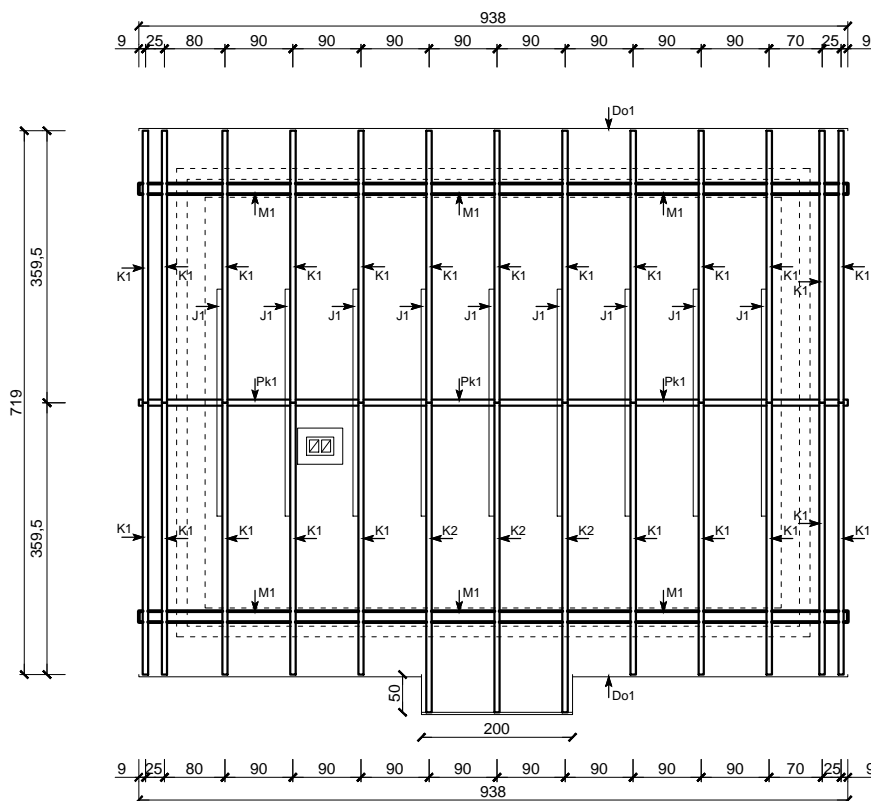 938
9 25 80 90 90 90 90 90 90 90 90 70 25 9
Do1
M1 M1 M1
K1 K1 K1 K1 K1 K1 K1 K1 K1 K1 K1 K1 K1
J1 J1 J1 J1 J1 J1 J1 J1 J1
359,5
719
Pk1 Pk1 Pk1
359,5
K1 K1 K1 K1 K1 K2 K2 K2 K1 K1 K1 K1 K1
M1 M1 M1
50
Do1
200
9 25 80 90 90 90 90 90 90 90 90 70 25 9
938